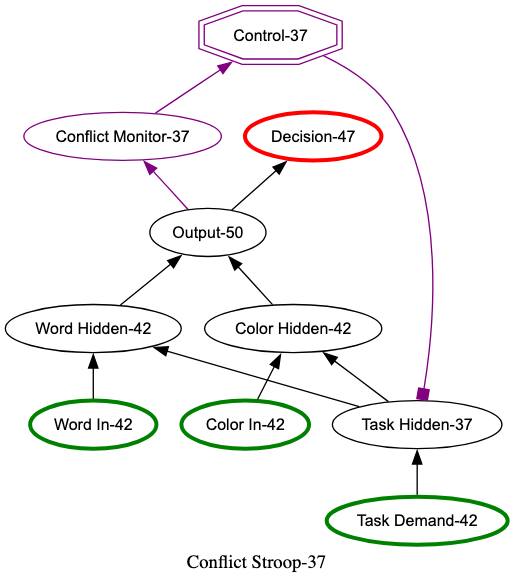 Control-37
Conflict Monitor-37
Decision-47
Output-50
Word Hidden-42
Color Hidden-42
Word In-42
Color In-42
Task Hidden-37
Task Demand-42
Conflict Stroop-37